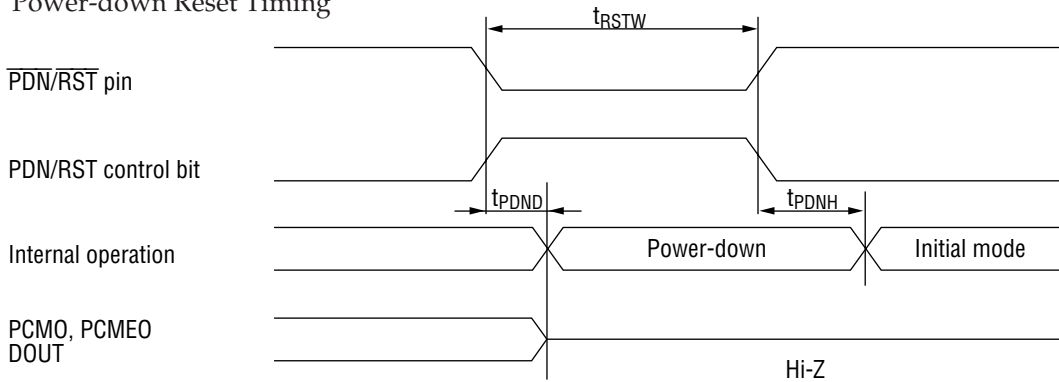 Power-down Reset Timing
tRSTW
PDN/RST pin
PDN/RST control bit
tPDND
tPDNH
Internal operation
Power-down
Initial mode
PCMO, PCMEO
DOUT
Hi-Z